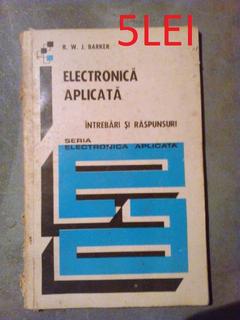 5LEI
R. W. J. BARKER
ELECTRONICĂ
APLICATĂ
ÎNTREBĂRI ȘI RĂSPUNSURI
SERIA
ELECTRONICA APLICATA